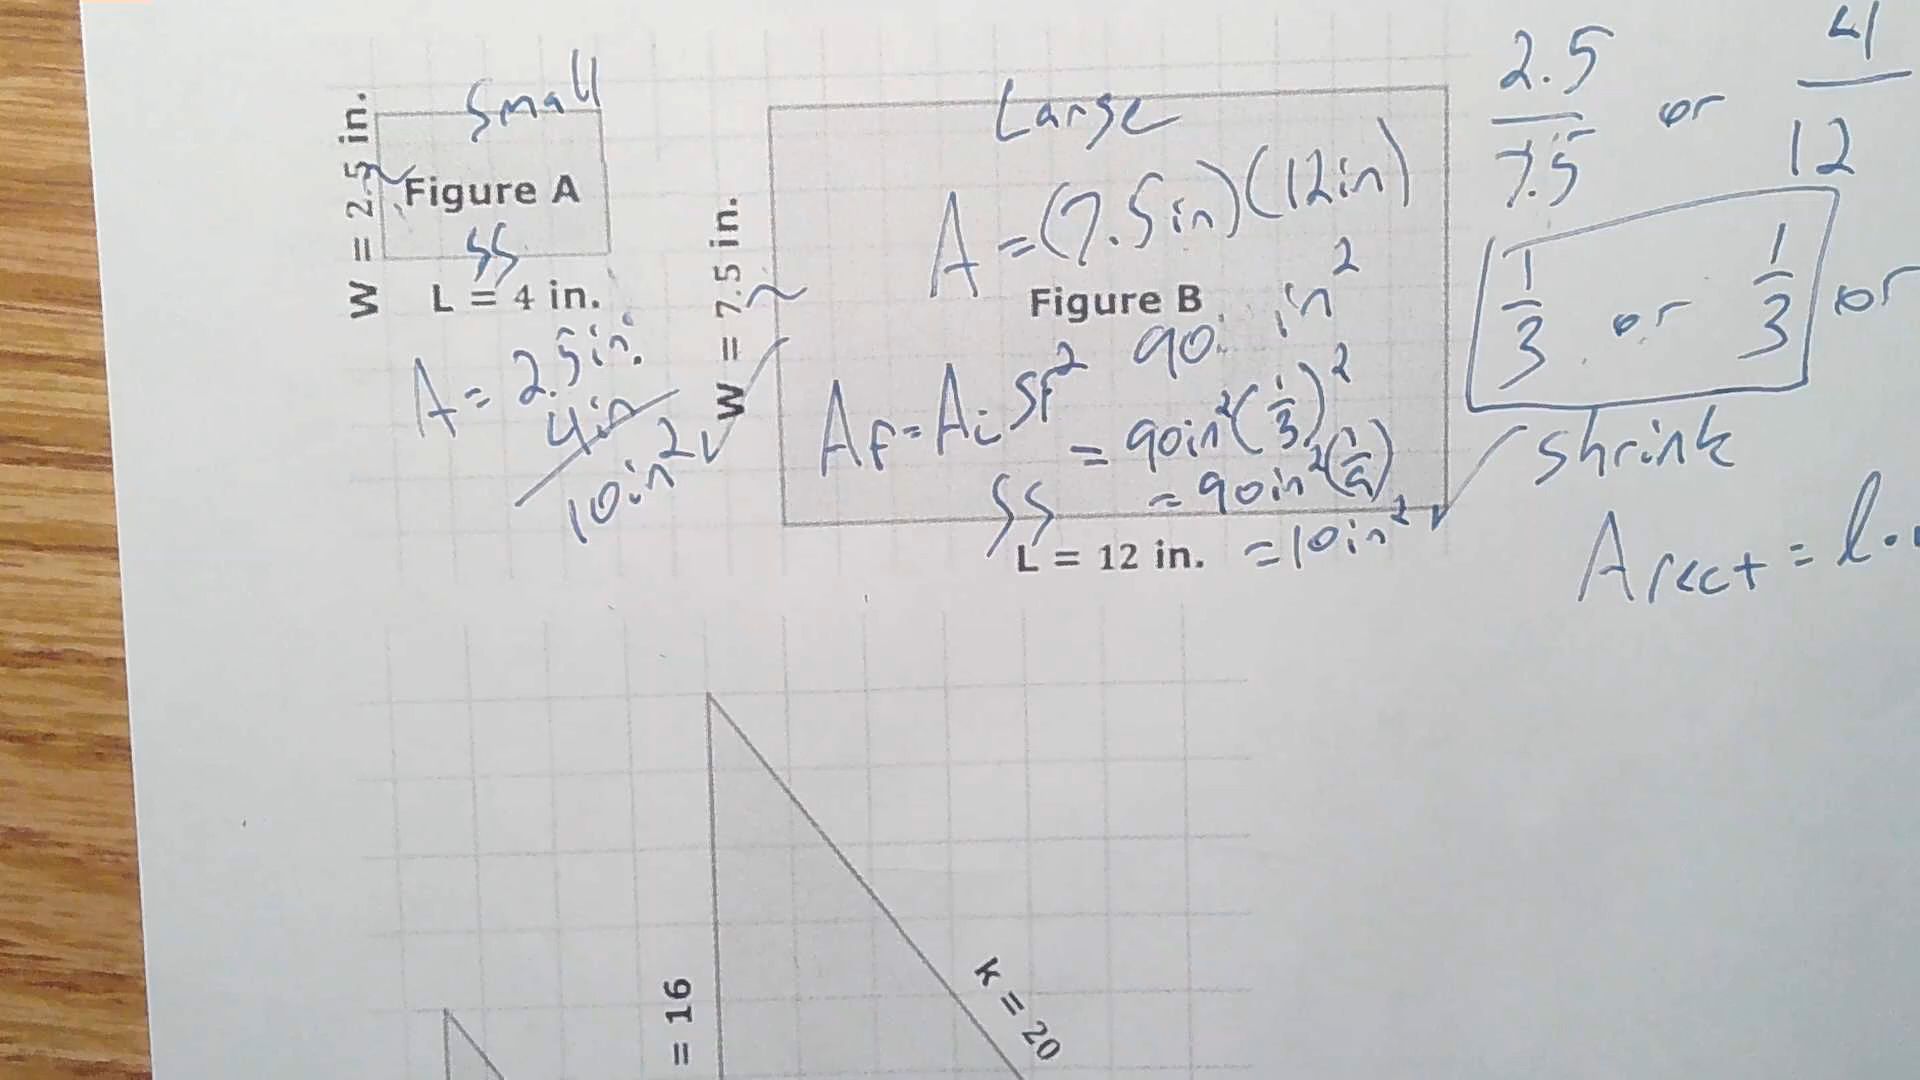 Small
W = 2.5 in.
Figure A
SS
L = 4 in.
A = 2.5 in.
4 in
10 in² ✓
Large
W = 7.5 in.
A = (7.5 in)(12 in)
Figure B
90 in²
AF = Ai SF²
= 90 in² (1/3)²
= 90 in² (1/9)
= 10 in² ✓
SS
L = 12 in.
2.5/7.5 or 4/12
1/3 or 1/3 or
shrink
A rect = l ·
= 16
k = 20